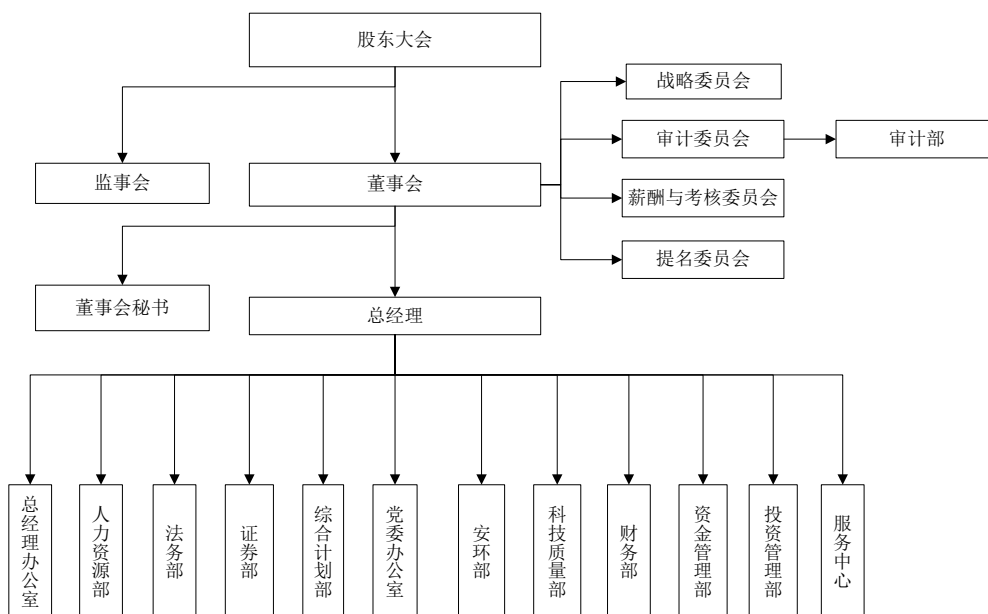 股东大会
战略委员会
审计委员会
审计部
监事会
董事会
薪酬与考核委员会
提名委员会
董事会秘书
总经理
总经理办公室
人力资源部
法务部
证券部
综合计划部
党委办公室
安环部
科技质量部
财务部
资金管理部
投资管理部
服务中心